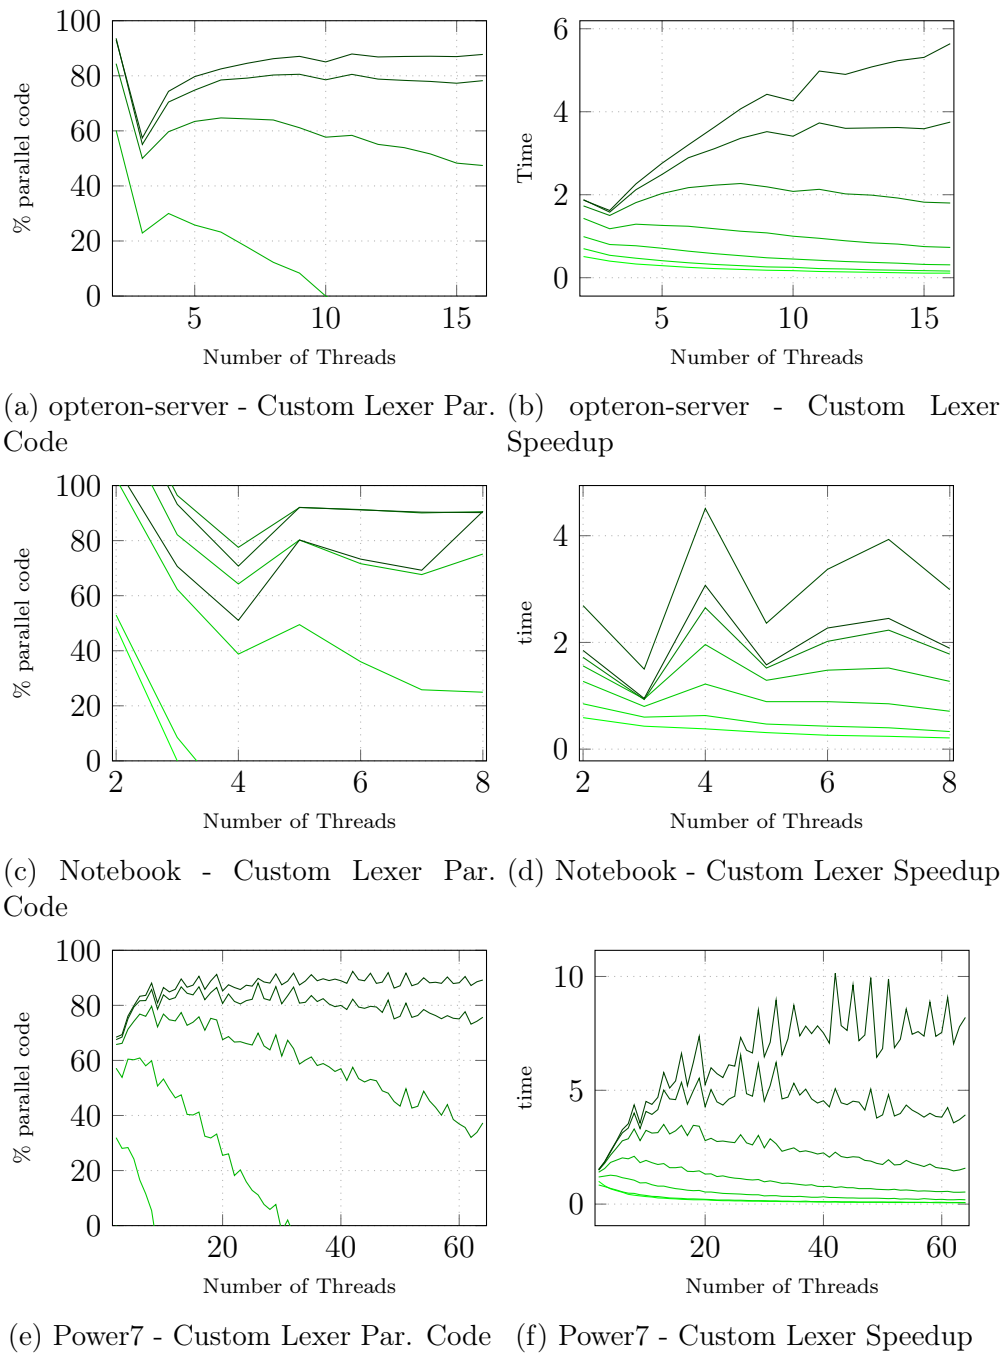 100
80
60
40
20
0
% parallel code
5
10
15
Number of Threads
6
4
2
0
Time
5
10
15
Number of Threads
(a) opteron-server - Custom Lexer Par. Code
(b) opteron-server - Custom Lexer Speedup
100
80
60
40
20
0
% parallel code
2
4
6
8
Number of Threads
4
2
0
time
2
4
6
8
Number of Threads
(c) Notebook - Custom Lexer Par. Code
(d) Notebook - Custom Lexer Speedup
100
80
60
40
20
0
% parallel code
20
40
60
Number of Threads
10
5
0
time
20
40
60
Number of Threads
(e) Power7 - Custom Lexer Par. Code
(f) Power7 - Custom Lexer Speedup